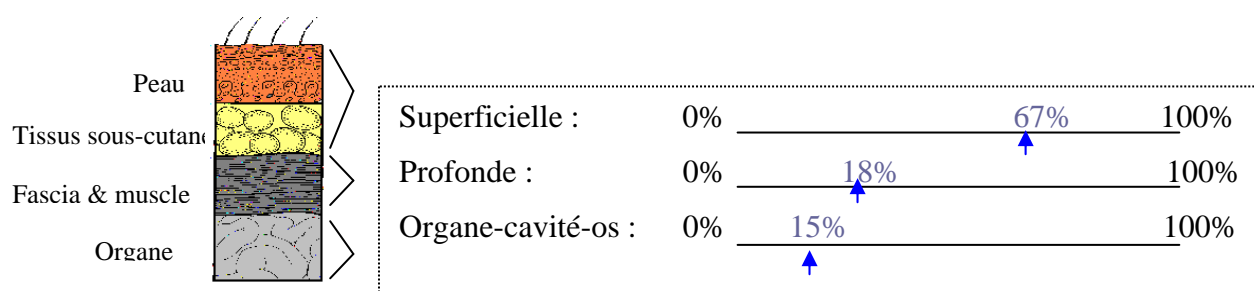 Peau
Tissus sous-cutané
Fascia & muscle
Organe
Superficielle : 0% 67% 100%
Profonde : 0% 18% 100%
Organe-cavité-os : 0% 15% 100%